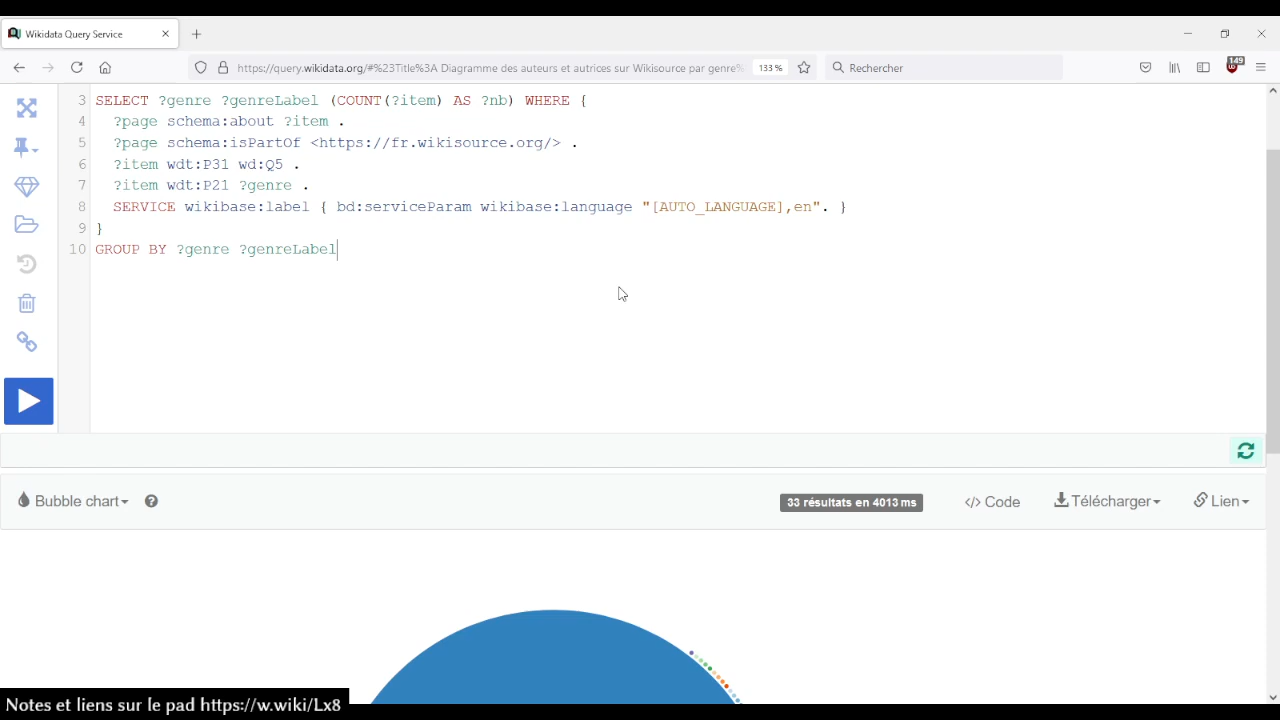 Wikidata Query Service
https://query.wikidata.org/#%23Title%3A Diagramme des auteurs et autrices sur Wikisource par genre%
133 %
Rechercher
149
3 SELECT ?genre ?genreLabel (COUNT(?item) AS ?nb) WHERE {
4 ?page schema:about ?item .
5 ?page schema:isPartOf <https://fr.wikisource.org/> .
6 ?item wdt:P31 wd:Q5 .
7 ?item wdt:P21 ?genre .
8 SERVICE wikibase:label { bd:serviceParam wikibase:language "[AUTO_LANGUAGE],en". }
9 }
10 GROUP BY ?genre ?genreLabel
Bubble chart
33 résultats en 4013 ms
</> Code
Télécharger
Lien
Notes et liens sur le pad https://w.wiki/Lx8